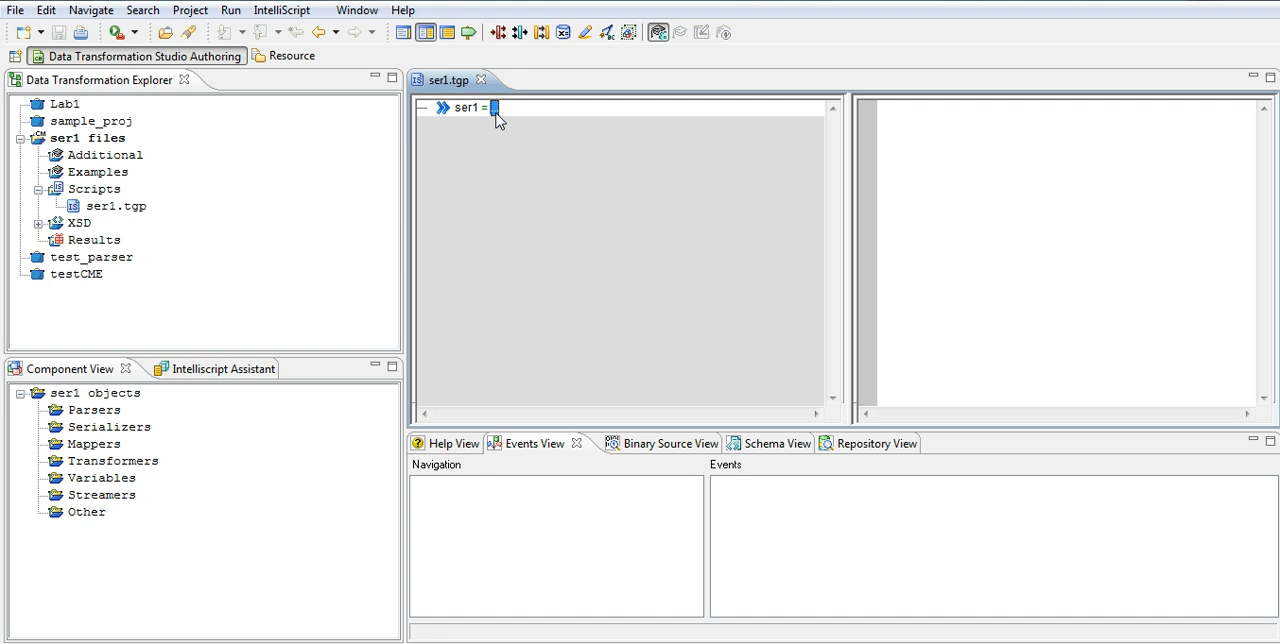 File Edit Navigate Search Project Run IntelliScript Window Help
Data Transformation Studio Authoring Resource
Data Transformation Explorer
Lab1
sample_proj
ser1 files
Additional
Examples
Scripts
ser1.tgp
XSD
Results
test_parser
testCME
ser1.tgp
ser1 =
Component View Intelliscript Assistant
ser1 objects
Parsers
Serializers
Mappers
Transformers
Variables
Streamers
Other
Help View Events View Binary Source View Schema View Repository View
Navigation Events